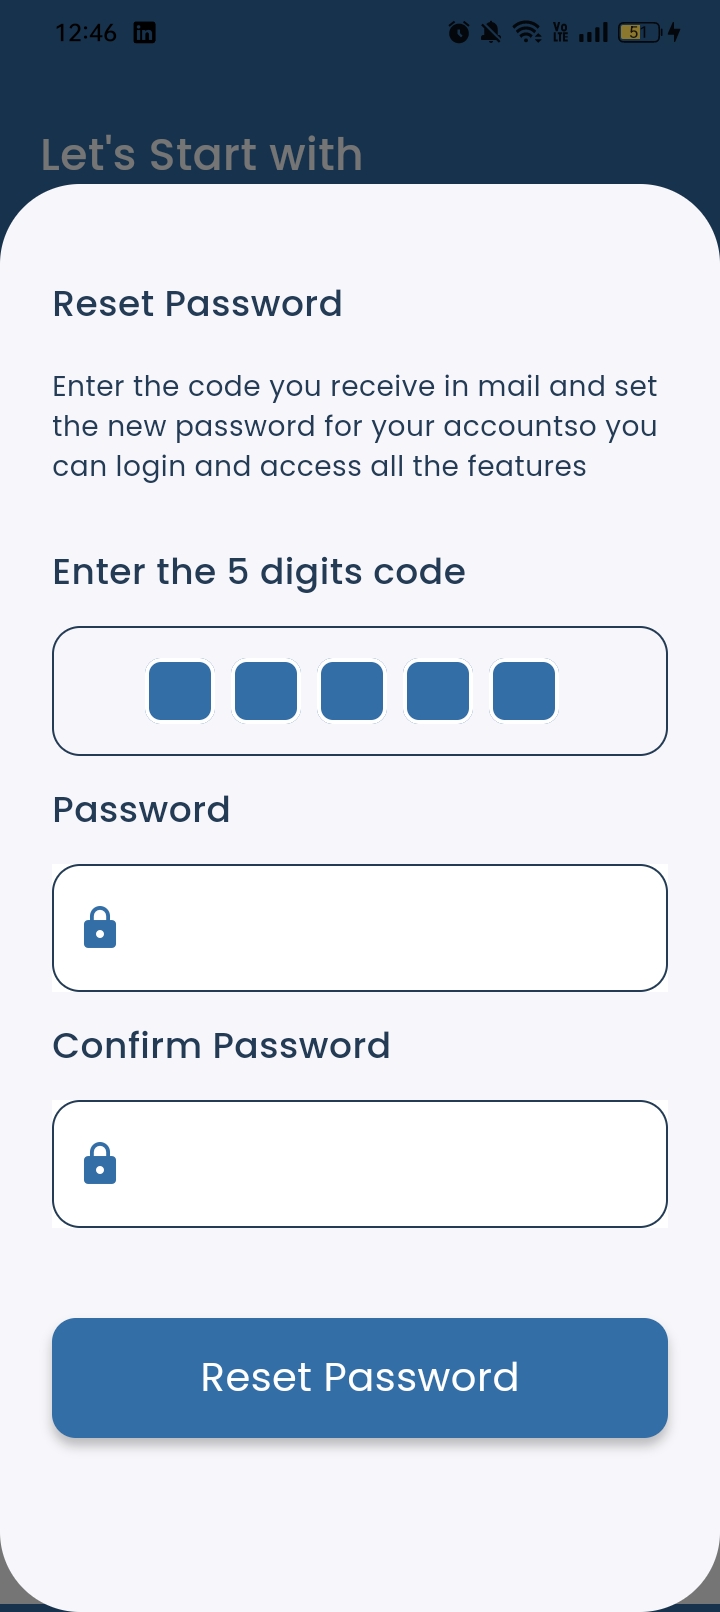 12:46
Vo
LTE
51
Let's Start with
Reset Password
Enter the code you receive in mail and set
the new password for your accountso you
can login and access all the features
Enter the 5 digits code
Password
Confirm Password
Reset Password